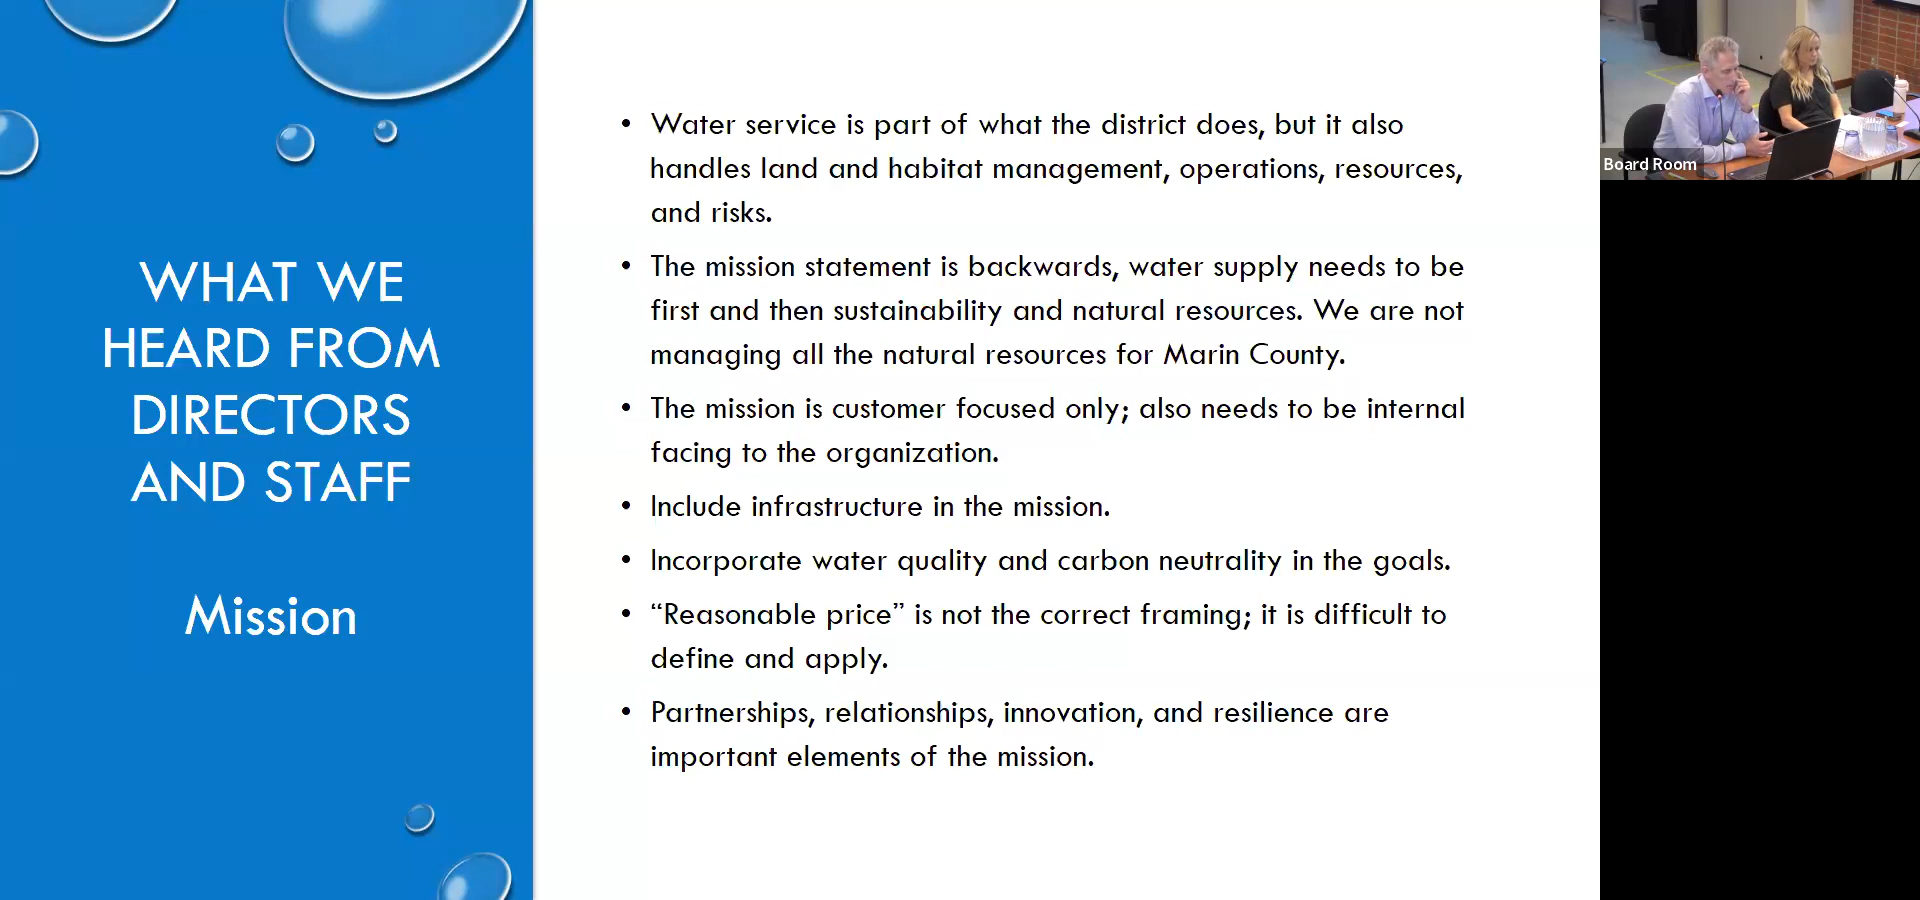 WHAT WE
HEARD FROM
DIRECTORS
AND STAFF
Mission
• Water service is part of what the district does, but it also
handles land and habitat management, operations, resources,
and risks.
• The mission statement is backwards, water supply needs to be
first and then sustainability and natural resources. We are not
managing all the natural resources for Marin County.
• The mission is customer focused only; also needs to be internal
facing to the organization.
• Include infrastructure in the mission.
• Incorporate water quality and carbon neutrality in the goals.
• “Reasonable price” is not the correct framing; it is difficult to
define and apply.
• Partnerships, relationships, innovation, and resilience are
important elements of the mission.
Board Room